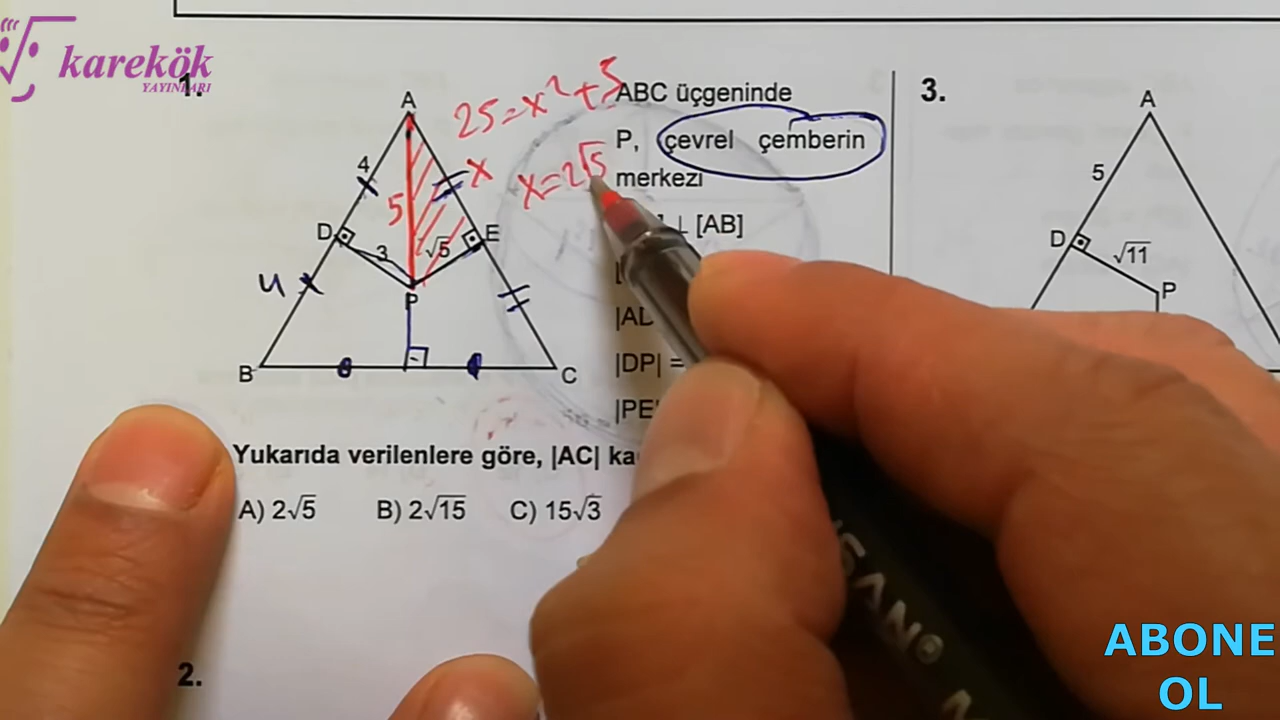 karekök
YAYINLARI
1.
A
4
5
x
D
3
√5
E
4
P
B
C
25=x²+5
x=2√5
ABC üçgeninde
P, çevrel çemberin
merkezi
⊥ [AB]
|DP| =
|PE|
Yukarıda verilenlere göre, |AC|
A) 2√5 B) 2√15 C) 15√3
2.
3.
A
5
D
√11
P
ABONE
OL